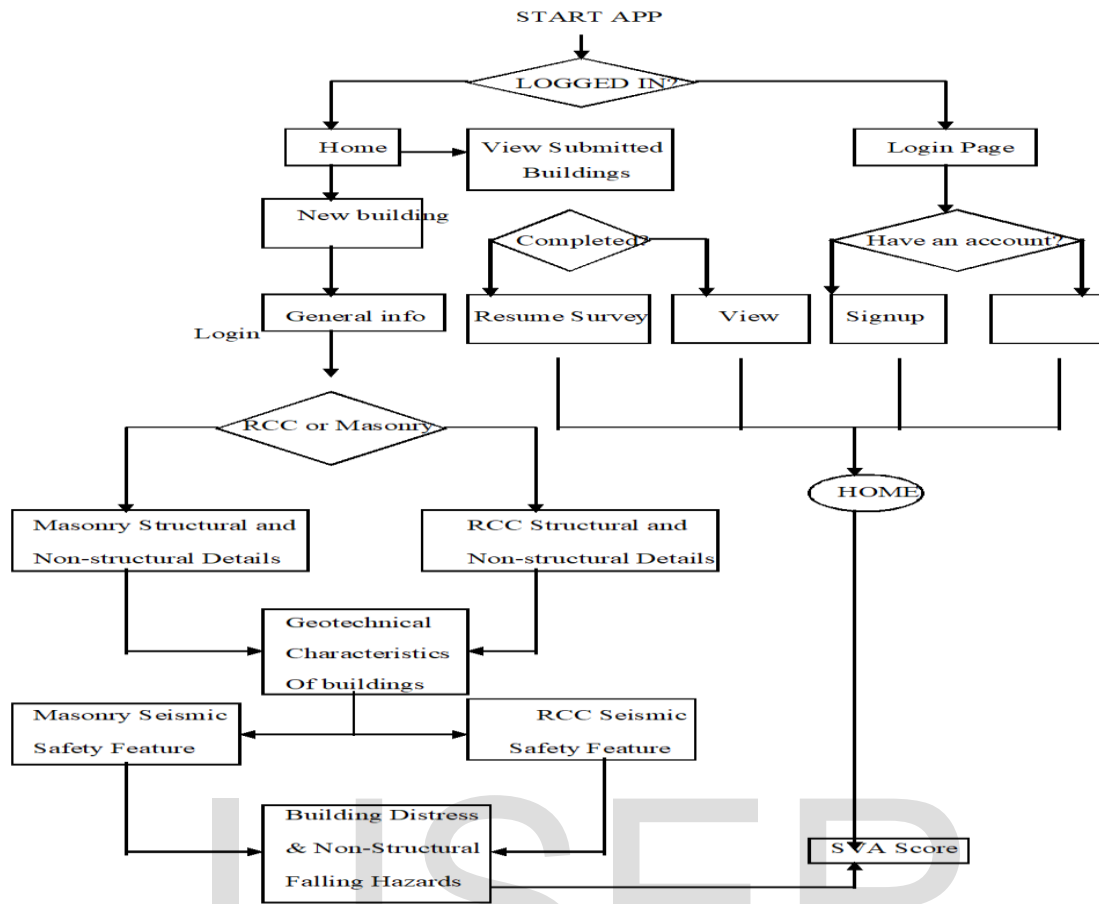 START APP
LOGGED IN?
Home
View Submitted
Buildings
Login Page
New building
Completed?
Have an account?
General info
Resume Survey
View
Signup
Login
RCC or Masonry
HOME
Masonry Structural and
Non-structural Details
RCC Structural and
Non-structural Details
Geotechnical
Characteristics
Of buildings
Masonry Seismic
Safety Feature
RCC Seismic
Safety Feature
Building Distress
& Non-Structural
Falling Hazards
SVA Score